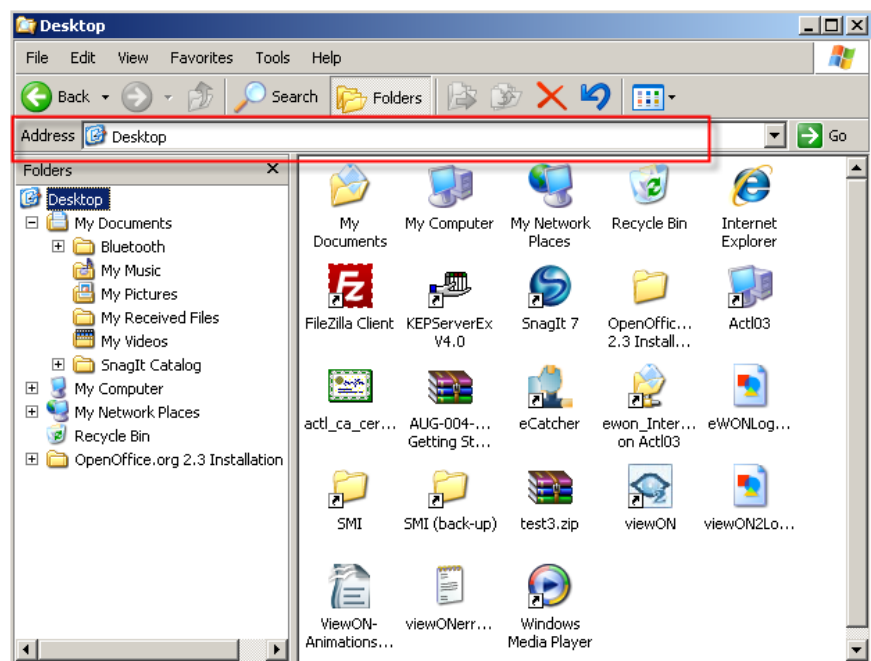 Desktop
File Edit View Favorites Tools Help
Back Search Folders
Address Desktop Go
Folders
Desktop
My Documents
Bluetooth
My Music
My Pictures
My Received Files
My Videos
SnagIt Catalog
My Computer
My Network Places
Recycle Bin
OpenOffice.org 2.3 Installation
My Documents
My Computer
My Network Places
Recycle Bin
Internet Explorer
FileZilla Client
KEPServerEx V4.0
SnagIt 7
OpenOffic... 2.3 Install...
Actl03
actl_ca_cer...
AUG-004-... Getting St...
eCatcher
ewon_Inter... on Actl03
eWONLog...
SMI
SMI (back-up)
test3.zip
viewON
viewON2Lo...
ViewON-Animations...
viewONerr...
Windows Media Player